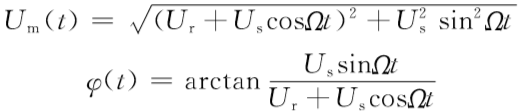 U_m(t) = √((U_r + U_s cosΩt)² + U_s² sin²Ωt)
φ(t) = arctan (U_s sinΩt)/(U_r + U_s cosΩt)